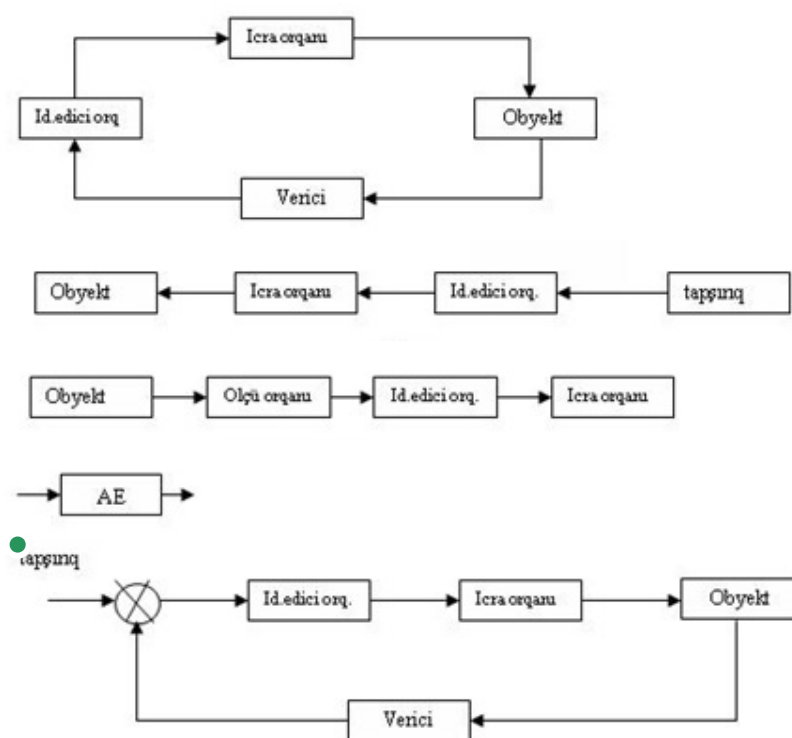 Icra orqanı
Id.edici orq
Obyekt
Verici
Obyekt
Icra orqanı
Id.edici orq.
tapşırıq
Obyekt
Olçü orqanı
Id.edici orq.
Icra orqanı
AE
tapşırıq
Id.edici orq.
Icra orqanı
Obyekt
Verici